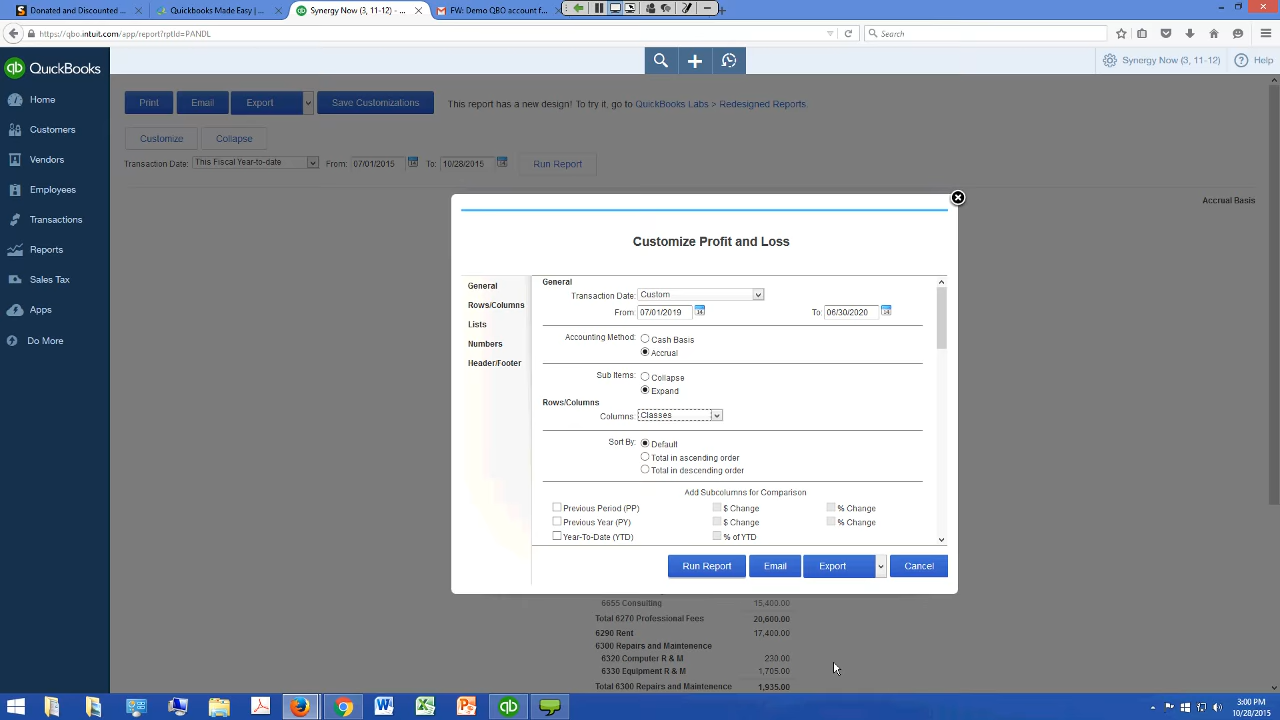 Donated and Discounted ...
Quickbooks Made Easy | ...
Synergy Now (3, 11-12) - ...
FW: Demo QBO account f...
https://qbo.intuit.com/app/report?rptId=PANDL
Search
QuickBooks
Synergy Now (3, 11-12)
Help
Home
Customers
Vendors
Employees
Transactions
Reports
Sales Tax
Apps
Do More
Print
Email
Export
Save Customizations
This report has a new design! To try it, go to QuickBooks Labs > Redesigned Reports.
Customize
Collapse
Transaction Date: This Fiscal Year-to-date From: 07/01/2015 To: 10/28/2015 Run Report
Accrual Basis
Customize Profit and Loss
General
Rows/Columns
Lists
Numbers
Header/Footer
General
Transaction Date: Custom
From 07/01/2019 To: 06/30/2020
Accounting Method: Cash Basis
Accrual
Sub Items: Collapse
Expand
Rows/Columns
Columns: Classes
Sort By: Default
Total in ascending order
Total in descending order
Add Subcolumns for Comparison
Previous Period (PP) $ Change % Change
Previous Year (PY) $ Change % Change
Year-To-Date (YTD) % of YTD
Run Report
Email
Export
Cancel
6655 Consulting 15,400.00
Total 6270 Professional Fees 20,600.00
6290 Rent 17,400.00
6300 Repairs and Maintenence
6320 Computer R & M 230.00
6330 Equipment R & M 1,705.00
Total 6300 Repairs and Maintenence 1,935.00
3:00 PM
10/28/2015